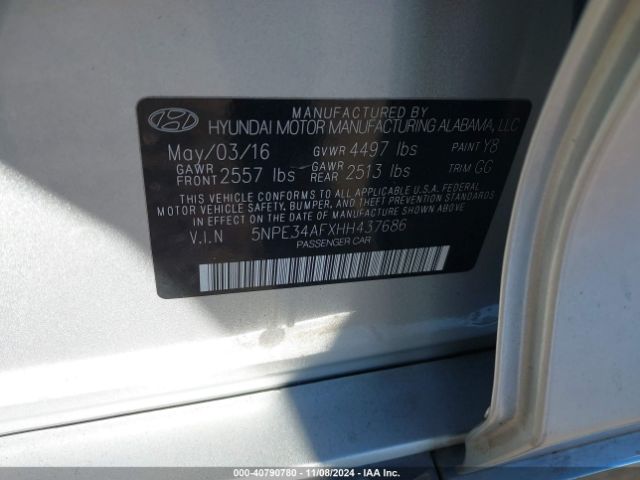 MANUFACTURED BY
HYUNDAI MOTOR MANUFACTURING ALABAMA, LLC
May/03/16 GVWR 4497 lbs PAINT Y8
GAWR FRONT 2557 lbs GAWR REAR 2513 lbs TRIM GG
THIS VEHICLE CONFORMS TO ALL APPLICABLE U.S.A. FEDERAL
MOTOR VEHICLE SAFETY, BUMPER, AND THEFT PREVENTION STANDARDS
IN EFFECT ON THE DATE OF MANUFACTURE SHOWN ABOVE.
V.I.N 5NPE34AFXHH437686
PASSENGER CAR
000-40790780 - 11/08/2024 - IAA Inc.